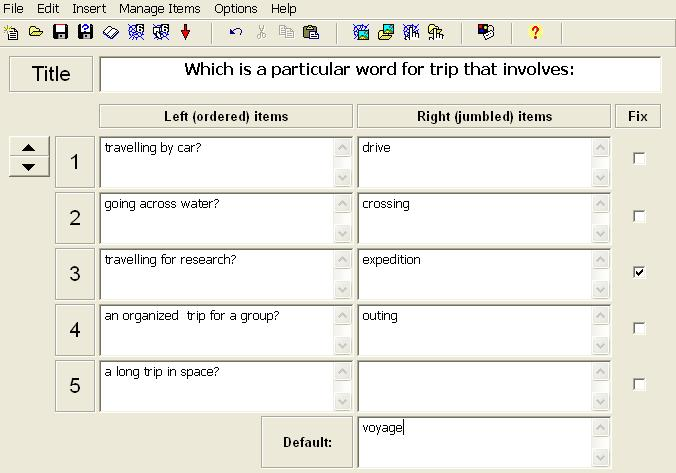 File Edit Insert Manage Items Options Help
Title
Which is a particular word for trip that involves:
Left (ordered) items Right (jumbled) items Fix
1 travelling by car? drive
2 going across water? crossing
3 travelling for research? expedition
4 an organized  trip for a group? outing
5 a long trip in space?
Default: voyage